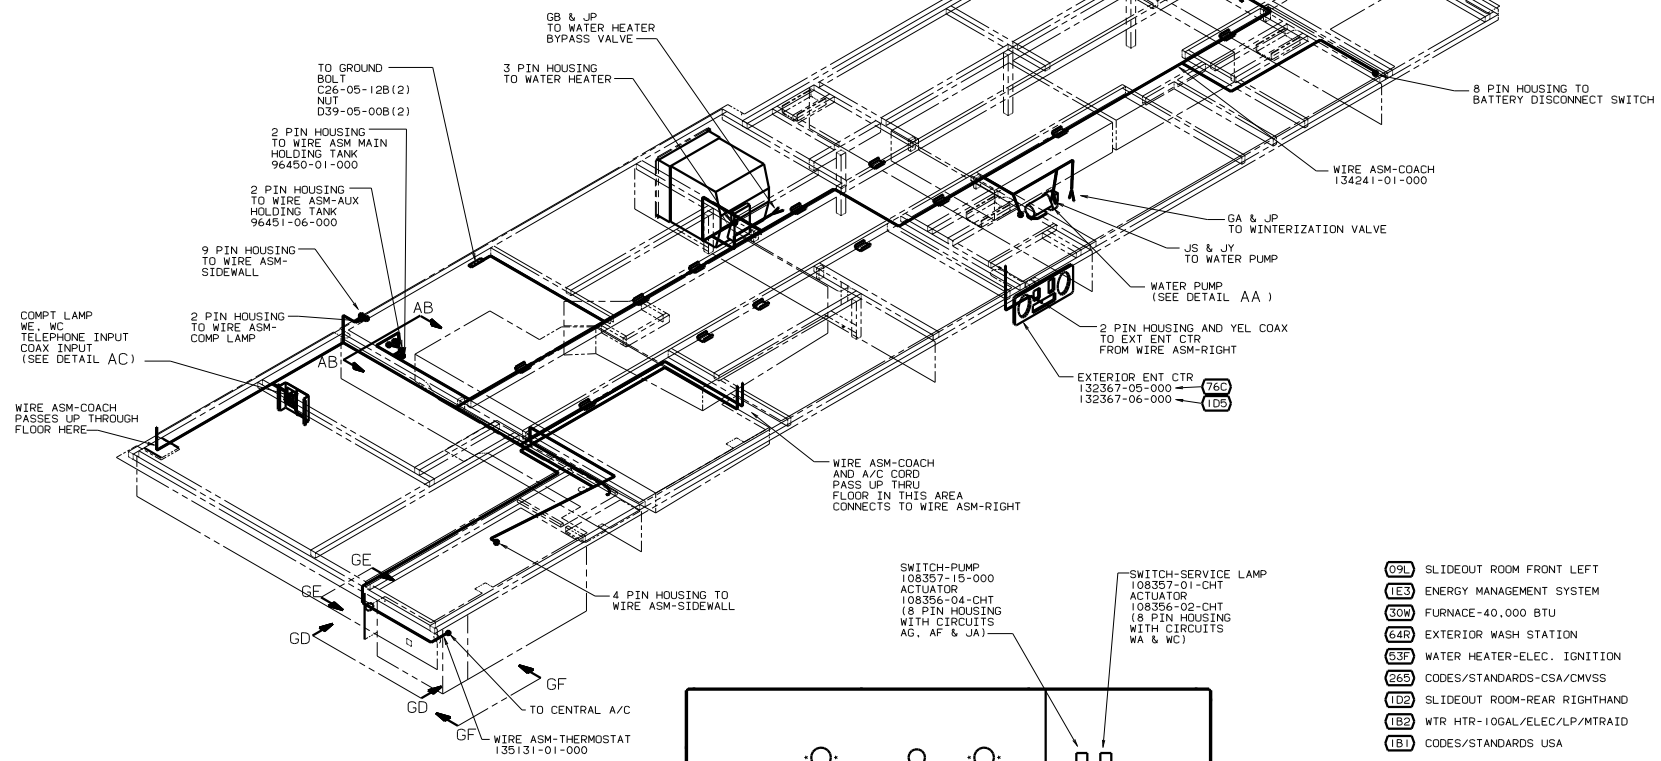 GB & JP
TO WATER HEATER
BYPASS VALVE
3 PIN HOUSING
TO WATER HEATER
TO GROUND
BOLT
C26-05-12B(2)
NUT
D39-05-00B(2)
2 PIN HOUSING
TO WIRE ASM MAIN
HOLDING TANK
96450-01-000
2 PIN HOUSING
TO WIRE ASM-AUX
HOLDING TANK
96451-06-000
9 PIN HOUSING
TO WIRE ASM-
SIDEWALL
2 PIN HOUSING
TO WIRE ASM-
COMP LAMP
COMPT LAMP
WE, WC
TELEPHONE INPUT
COAX INPUT
(SEE DETAIL AC)
WIRE ASM-COACH
PASSES UP THROUGH
FLOOR HERE
AB
AB
8 PIN HOUSING TO
BATTERY DISCONNECT SWITCH
WIRE ASM-COACH
134241-01-000
GA & JP
TO WINTERIZATION VALVE
JS & JY
TO WATER PUMP
WATER PUMP
(SEE DETAIL AA )
2 PIN HOUSING AND YEL COAX
TO EXT ENT CTR
FROM WIRE ASM-RIGHT
EXTERIOR ENT CTR
132367-05-000 76C
132367-06-000 1D5
WIRE ASM-COACH
AND A/C CORD
PASS UP THRU
FLOOR IN THIS AREA
CONNECTS TO WIRE ASM-RIGHT
GE
GE
GD
GD
GF
GF
4 PIN HOUSING TO
WIRE ASM-SIDEWALL
TO CENTRAL A/C
WIRE ASM-THERMOSTAT
135131-01-000
SWITCH-PUMP
108357-15-000
ACTUATOR
108356-04-CHT
(8 PIN HOUSING
WITH CIRCUITS
AG, AF & JA)
SWITCH-SERVICE LAMP
108357-01-CHT
ACTUATOR
108356-02-CHT
(8 PIN HOUSING
WITH CIRCUITS
WA & WC)
09L SLIDEOUT ROOM FRONT LEFT
1E3 ENERGY MANAGEMENT SYSTEM
30W FURNACE-40,000 BTU
64R EXTERIOR WASH STATION
53F WATER HEATER-ELEC. IGNITION
265 CODES/STANDARDS-CSA/CMVSS
1D2 SLIDEOUT ROOM-REAR RIGHTHAND
1B2 WTR HTR-10GAL/ELEC/LP/MTRAID
1B1 CODES/STANDARDS USA